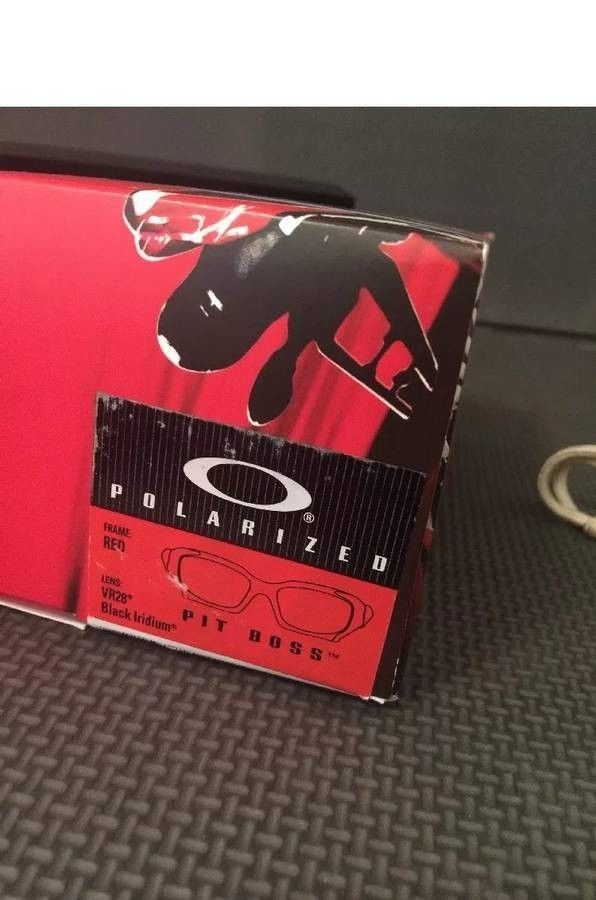 ®
POLARIZED
FRAME:
RED
LENS:
VR28®
Black Iridium®
PIT BOSS™